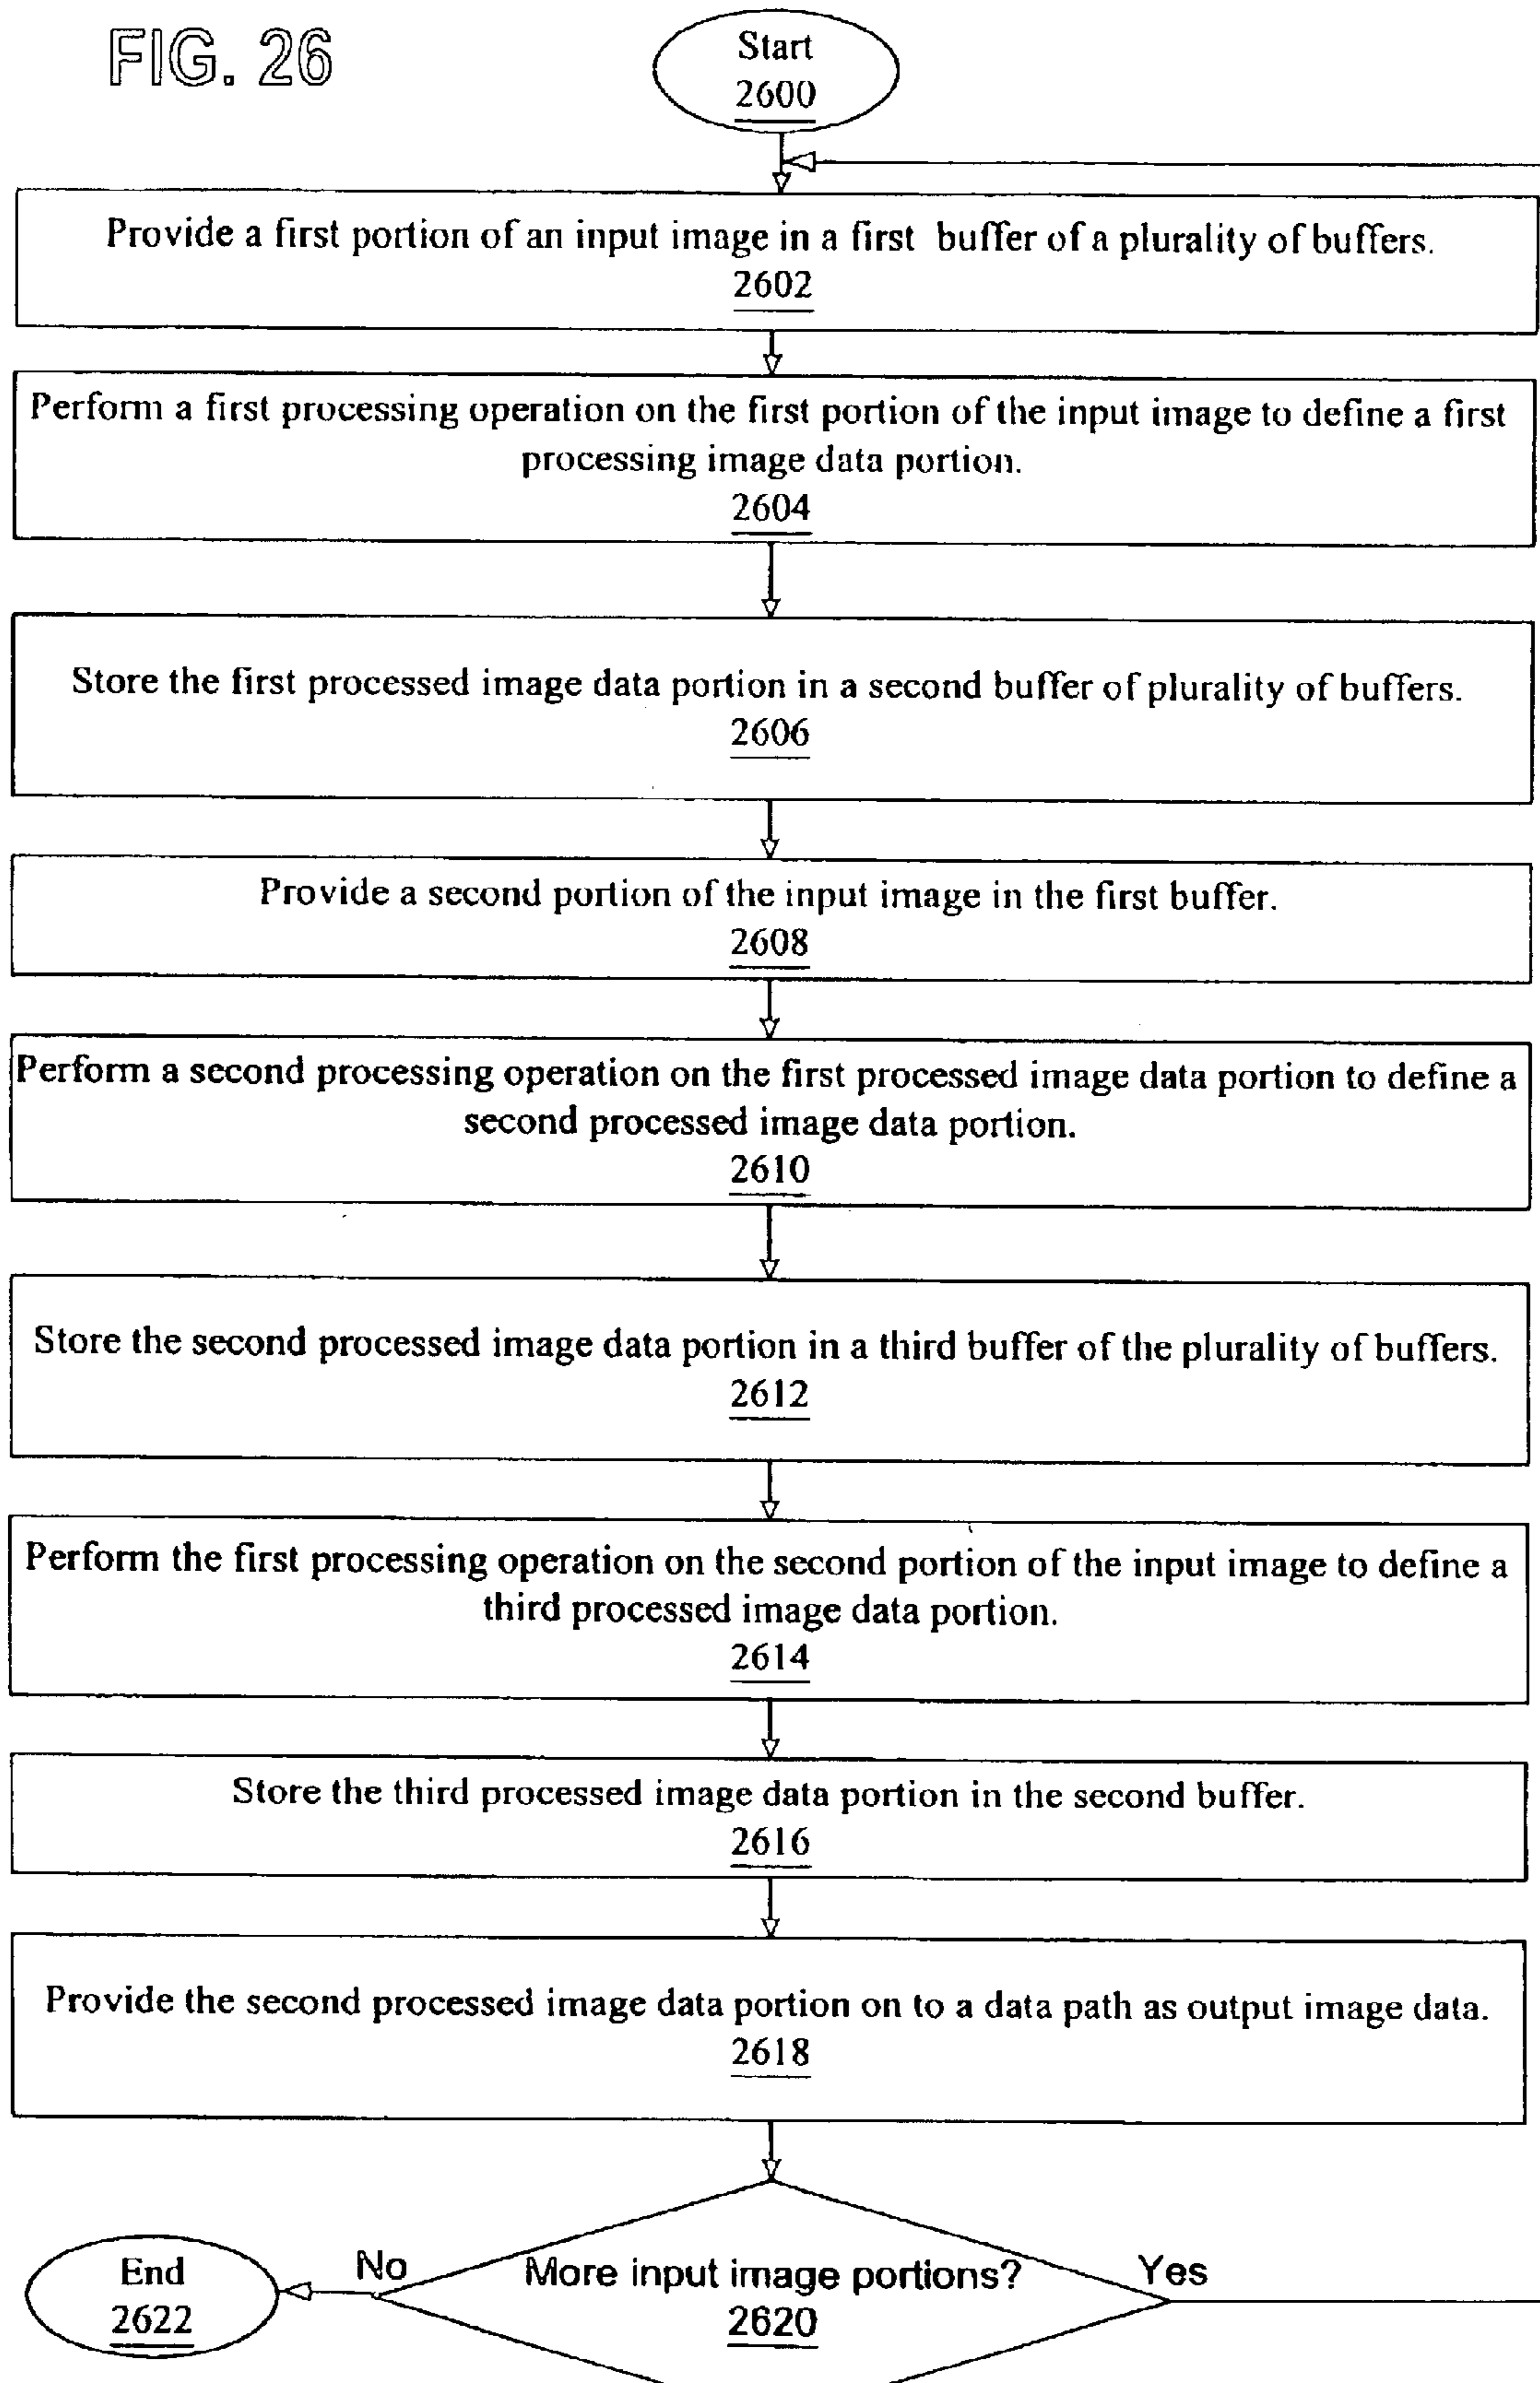 FIG. 26
Start
2600
Provide a first portion of an input image in a first buffer of a plurality of buffers.
2602
Perform a first processing operation on the first portion of the input image to define a first
processing image data portion.
2604
Store the first processed image data portion in a second buffer of plurality of buffers.
2606
Provide a second portion of the input image in the first buffer.
2608
Perform a second processing operation on the first processed image data portion to define a
second processed image data portion.
2610
Store the second processed image data portion in a third buffer of the plurality of buffers.
2612
Perform the first processing operation on the second portion of the input image to define a
third processed image data portion.
2614
Store the third processed image data portion in the second buffer.
2616
Provide the second processed image data portion on to a data path as output image data.
2618
More input image portions?
2620
No
Yes
End
2622